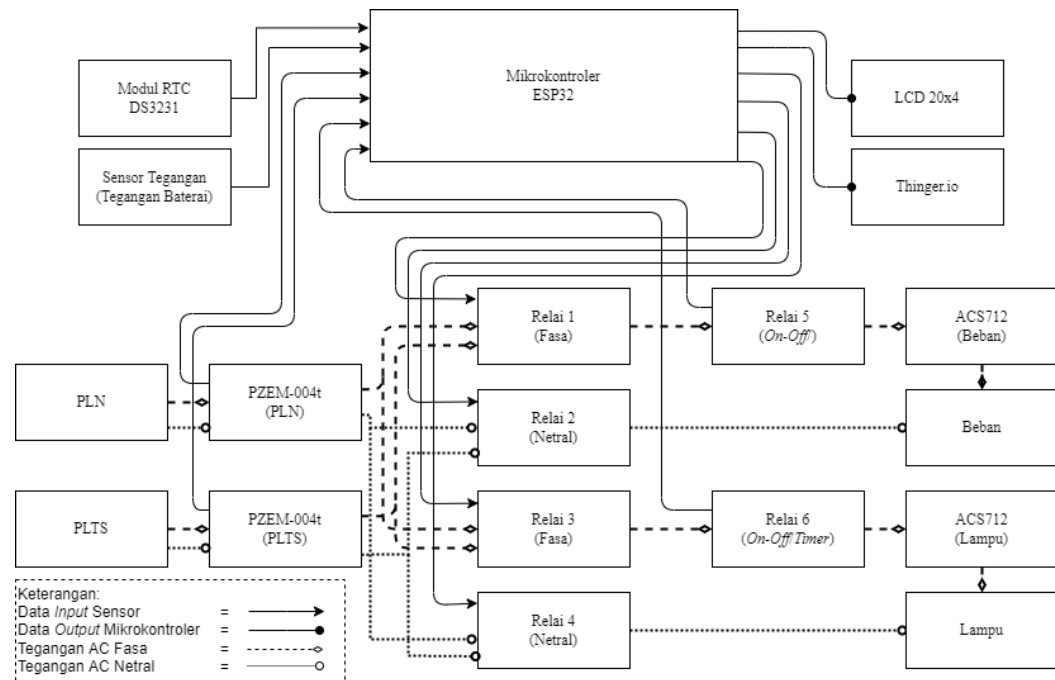 Mikrokontroler
ESP32
Modul RTC
DS3231
LCD 20x4
Sensor Tegangan
(Tegangan Baterai)
Thinger.io
Relai 1
(Fasa)
Relai 5
(On-Off/)
ACS712
(Beban)
PLN
PZEM-004t
(PLN)
Relai 2
(Netral)
Beban
PLTS
PZEM-004t
(PLTS)
Relai 3
(Fasa)
Relai 6
(On-Off/Timer)
ACS712
(Lampu)
Relai 4
(Netral)
Lampu
Keterangan:
Data Input Sensor =
Data Output Mikrokontroler =
Tegangan AC Fasa =
Tegangan AC Netral =